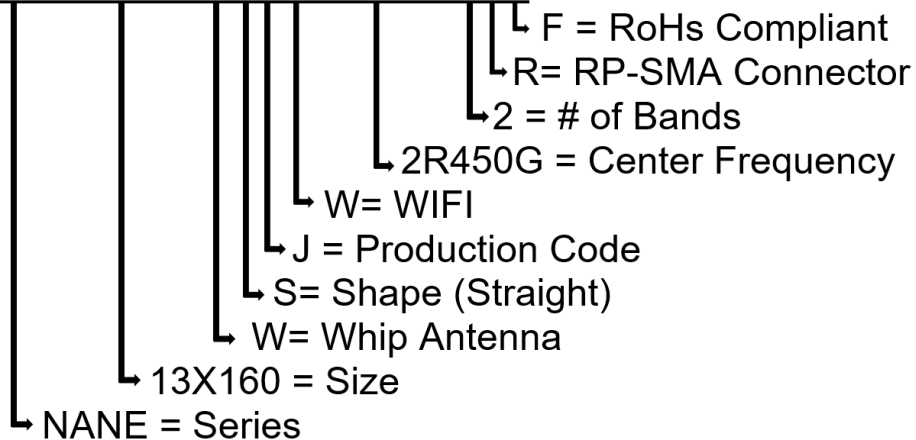 F = RoHs Compliant
R= RP-SMA Connector
2 = # of Bands
2R450G = Center Frequency
W= WIFI
J = Production Code
S= Shape (Straight)
W= Whip Antenna
13X160 = Size
NANE = Series